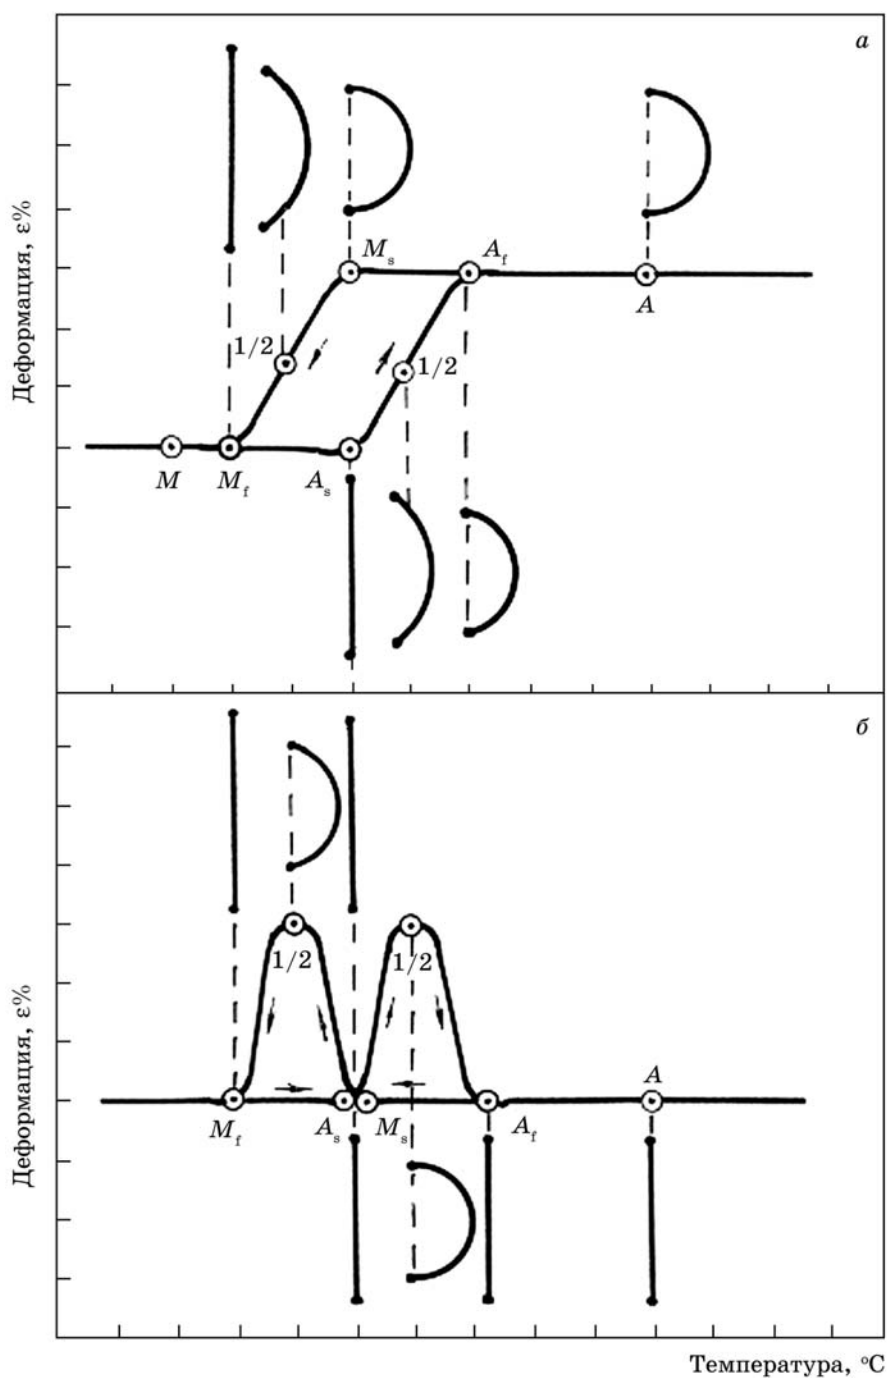 а
Деформация, ε%
M_s
A_f
1/2
1/2
A
M
M_f
A_s
б
Деформация, ε%
1/2
1/2
A
M_f
A_s
M_s
A_f
Температура, °C